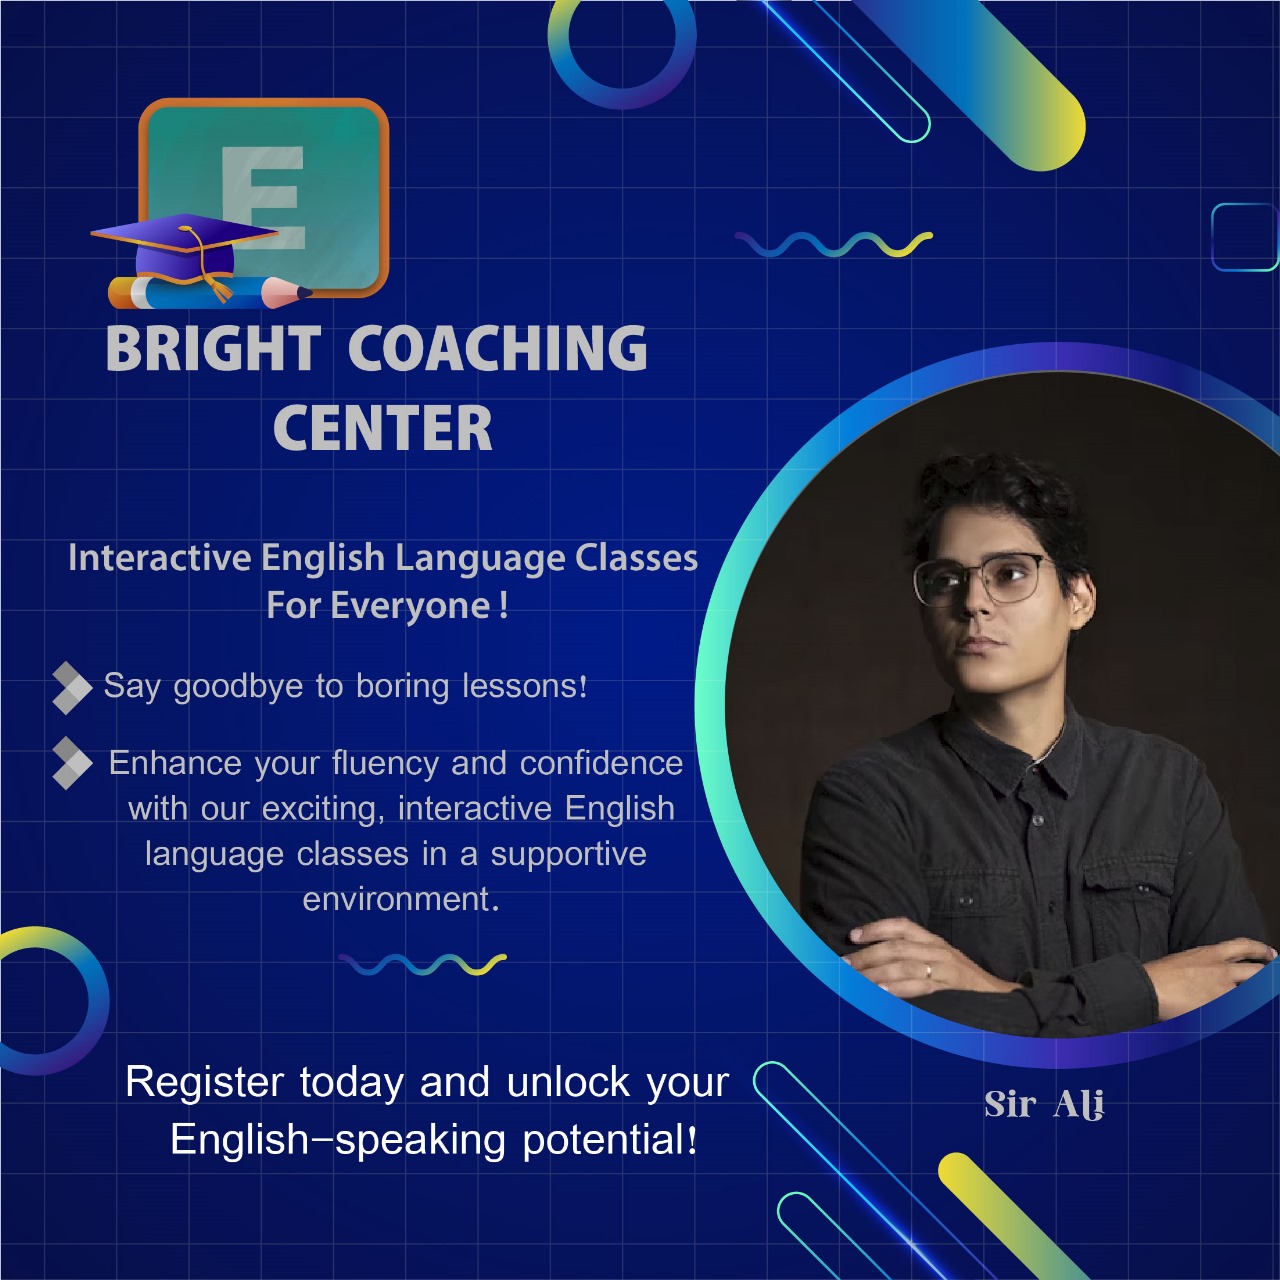 E
BRIGHT COACHING
CENTER
Interactive English Language Classes
For Everyone !
Say goodbye to boring lessons!
Enhance your fluency and confidence
with our exciting, interactive English
language classes in a supportive
environment.
Register today and unlock your
English-speaking potential!
Sir Ali